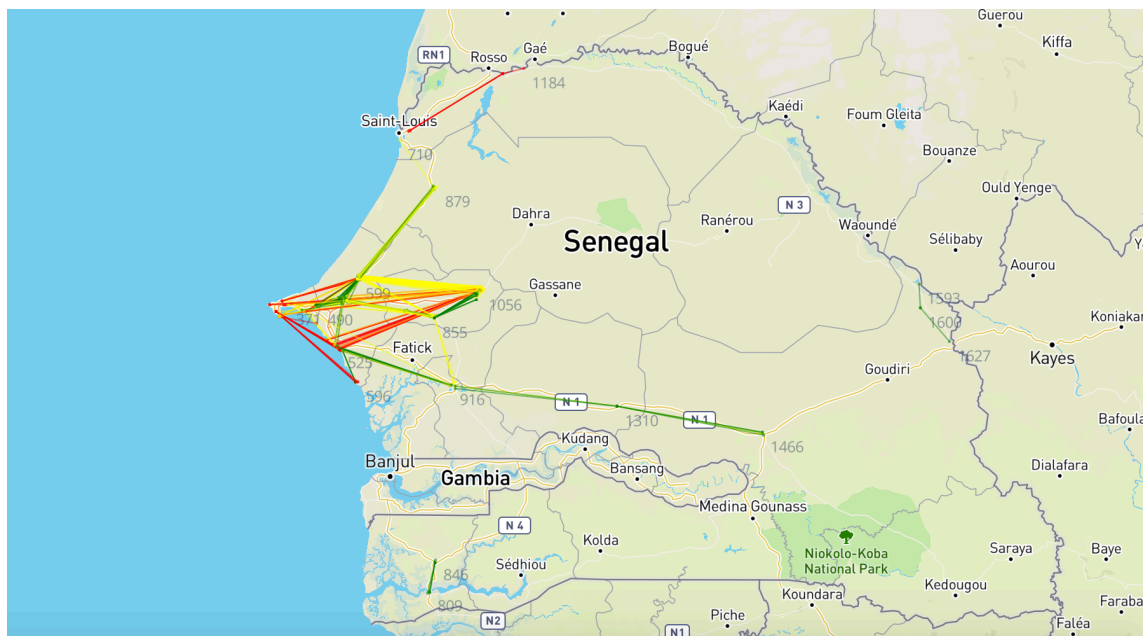 Guerou
Kiffa
Rosso
Gaé
Bogué
RN1
1184
Kaédi
Foum Gleita
Saint-Louis
710
Bouanze
879
Ould Yenge
Dahra
Ranérou
N 3
Waoundé
Senegal
Sélibaby
Aourou
599
1056
Gassane
1593
1600
371
490
855
Koniakar
Fatick
525
1627
Kayes
Goudiri
596
916
N 1
1310
N 1
1466
Bafoula
Kudang
Banjul
Gambia
Bansang
Dialafara
Medina Gounass
N 4
Kolda
Niokolo-Koba
National Park
Saraya
Baye
846
Sédhiou
Kedougou
809
Koundara
Faraba
N2
Piche
N1
Faléa